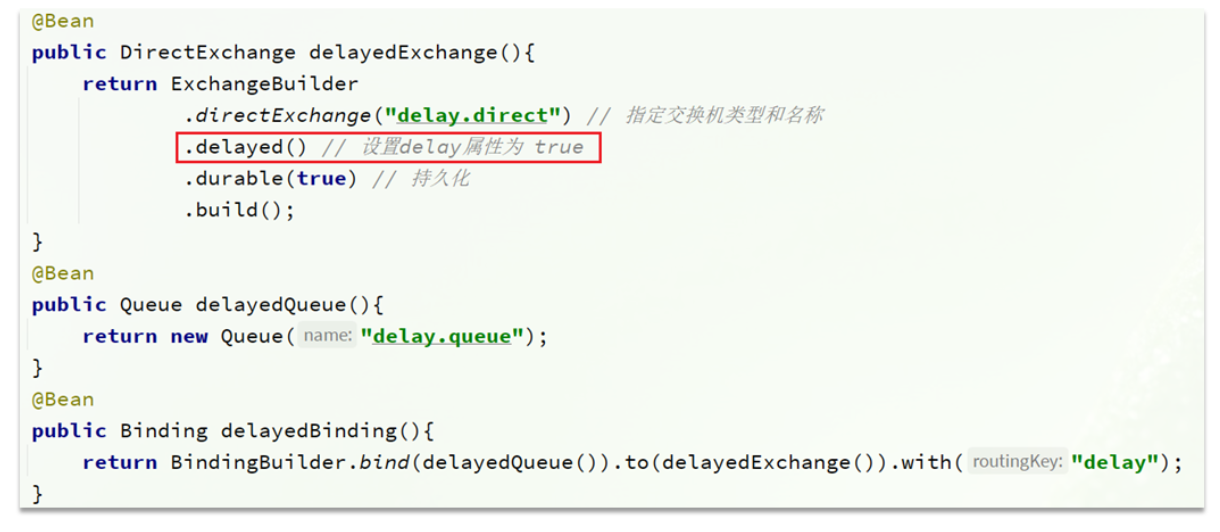 @Bean
public DirectExchange delayedExchange(){
    return ExchangeBuilder
            .directExchange("delay.direct") // 指定交换机类型和名称
            .delayed() // 设置delay属性为 true
            .durable(true) // 持久化
            .build();
}
@Bean
public Queue delayedQueue(){
    return new Queue( name: "delay.queue");
}
@Bean
public Binding delayedBinding(){
    return BindingBuilder.bind(delayedQueue()).to(delayedExchange()).with( routingKey: "delay");
}